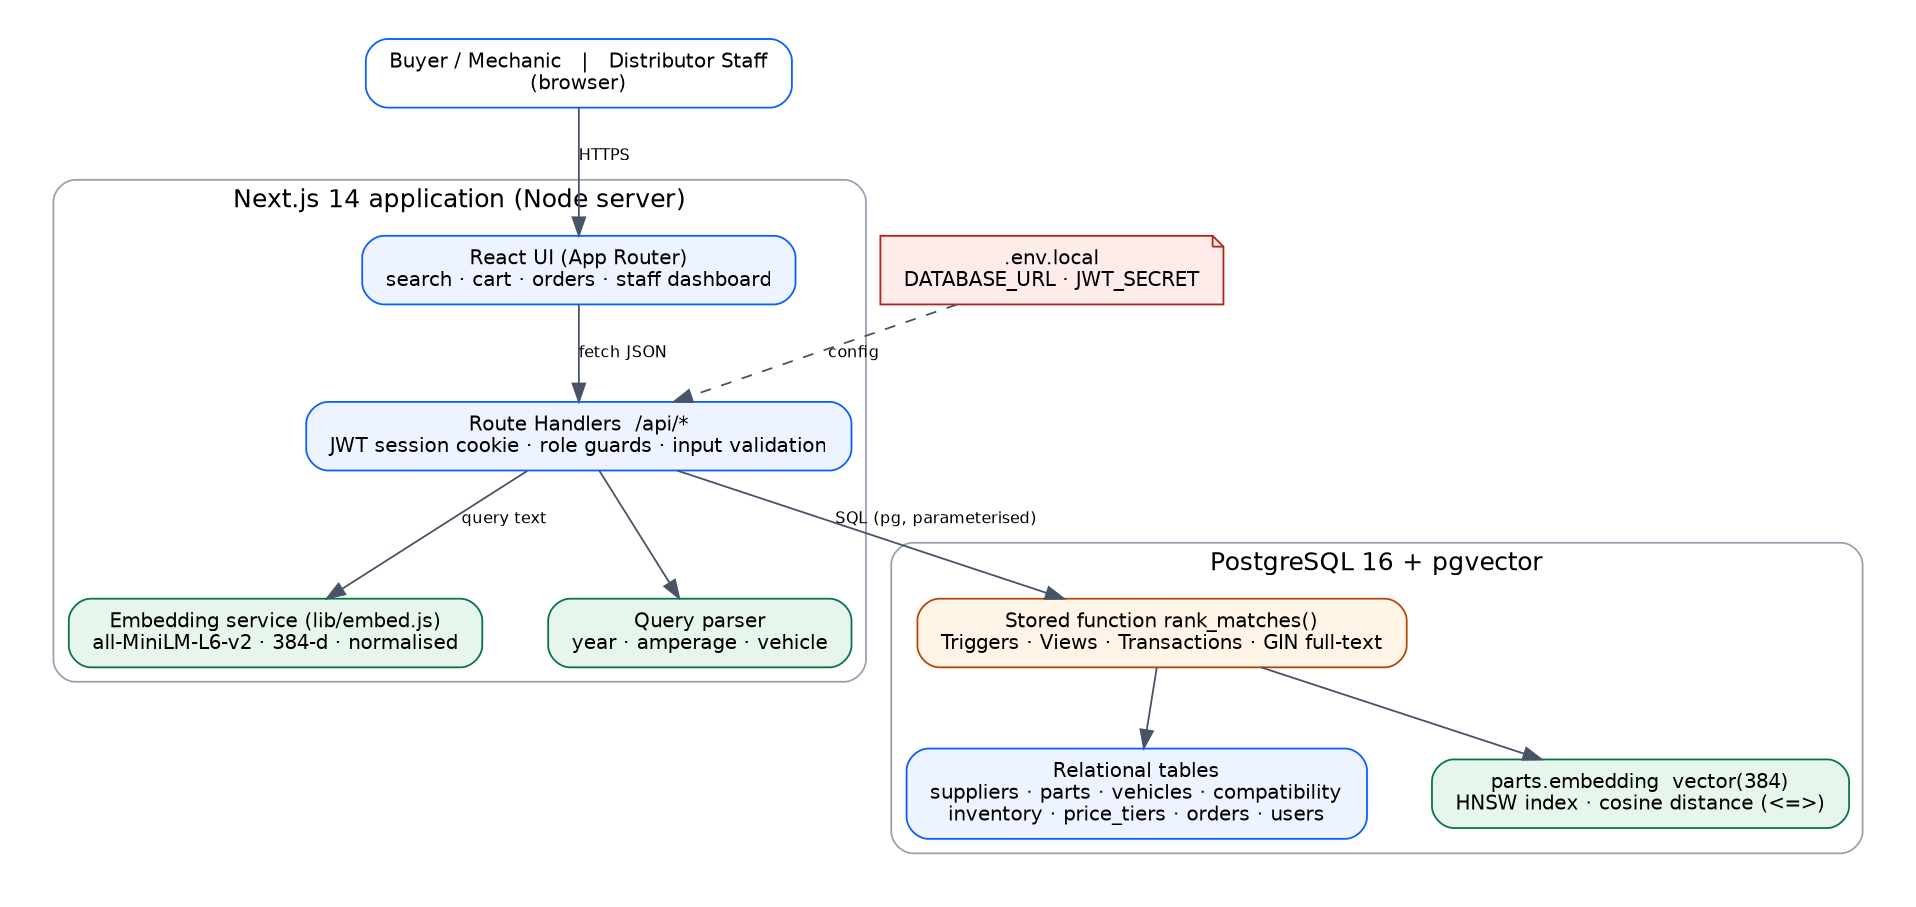 Buyer / Mechanic | Distributor Staff
(browser)
HTTPS
Next.js 14 application (Node server)
React UI (App Router)
search · cart · orders · staff dashboard
.env.local
DATABASE_URL · JWT_SECRET
fetch JSON
config
Route Handlers /api/*
JWT session cookie · role guards · input validation
query text
SQL (pg, parameterised)
PostgreSQL 16 + pgvector
Embedding service (lib/embed.js)
all-MiniLM-L6-v2 · 384-d · normalised
Query parser
year · amperage · vehicle
Stored function rank_matches()
Triggers · Views · Transactions · GIN full-text
Relational tables
suppliers · parts · vehicles · compatibility
inventory · price_tiers · orders · users
parts.embedding vector(384)
HNSW index · cosine distance (<=>)